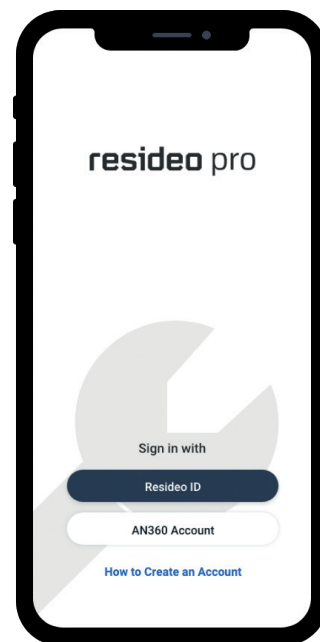 resideo pro
Sign in with
Resideo ID
AN360 Account
How to Create an Account